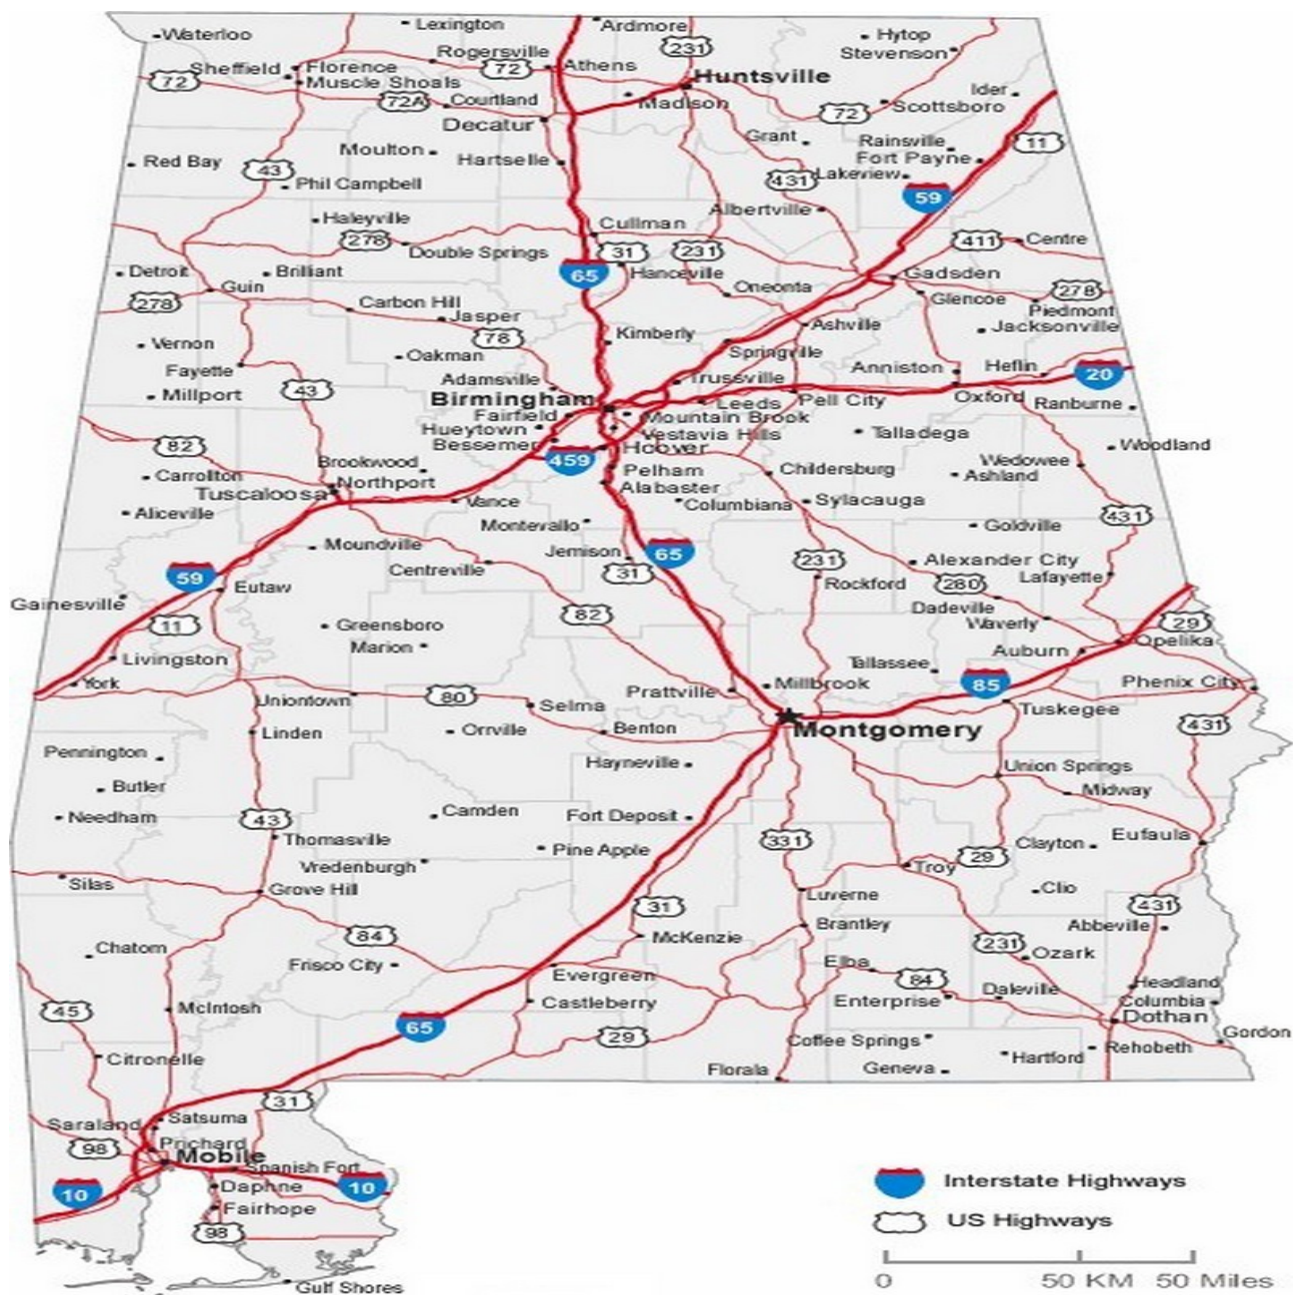 Lexington
Ardmore
Waterloo
Hytop
Rogersville
231
Stevenson
Sheffield
Florence
72
Athens
72
Muscle Shoals
Huntsville
72A
Courtland
Madison
Ider
Scottsboro
72
Decatur
Grant
Rainsville
11
Moulton
Hartselle
Fort Payne
Red Bay
43
Lakeview
Phil Campbell
431
59
Haleyville
Cullman
Albertville
278
Double Springs
31
231
411
Centre
Detroit
Brilliant
65
Hanceville
Gadsden
Guin
Oneonta
Glencoe
278
278
Carbon Hill
Piedmont
Jasper
Ashville
Jacksonville
Vernon
78
Kimberly
Oakman
Springville
Fayette
Adamsville
Trussville
Anniston
Heflin
20
Millport
43
Birmingham
Leeds
Pell City
Oxford
Ranburne
Fairfield
Mountain Brook
Hueytown
Vestavia Hills
Talladega
82
Bessemer
Hoover
Woodland
Carrollton
Brookwood
459
Pelham
Childersburg
Wedowee
Northport
Ashland
Tuscaloosa
Alabaster
Vance
Columbiana
Sylacauga
Aliceville
Montevallo
Goldville
431
Moundville
Jemison
65
Centreville
31
231
Alexander City
59
Eutaw
Rockford
280
Lafayette
Gainesville
Dadeville
11
Greensboro
82
Waverly
29
Marion
Opelika
Livingston
Tallassee
Auburn
York
Uniontown
80
Prattville
Millbrook
85
Phenix City
Selma
Tuskegee
Linden
Orrville
Benton
Montgomery
431
Pennington
Hayneville
Union Springs
Butler
Midway
Needham
43
Camden
Fort Deposit
Thomasville
331
Clayton
Eufaula
Vredenburgh
Pine Apple
29
Silas
Grove Hill
Troy
Luverne
Clio
31
431
84
Brantley
Abbeville
Chatom
McKenzie
231
Ozark
Frisco City
Evergreen
Elba
84
Daleville
Headland
McIntosh
Castleberry
Enterprise
Columbia
45
65
Dothan
29
Coffee Springs
Gordon
Citronelle
Hartford
Rehobeth
Florala
Geneva
31
Saraland
Satsuma
98
Prichard
Mobile
Spanish Fort
10
Daphne
10
Fairhope
98
Gulf Shores
Interstate Highways
US Highways
0 50 KM 50 Miles